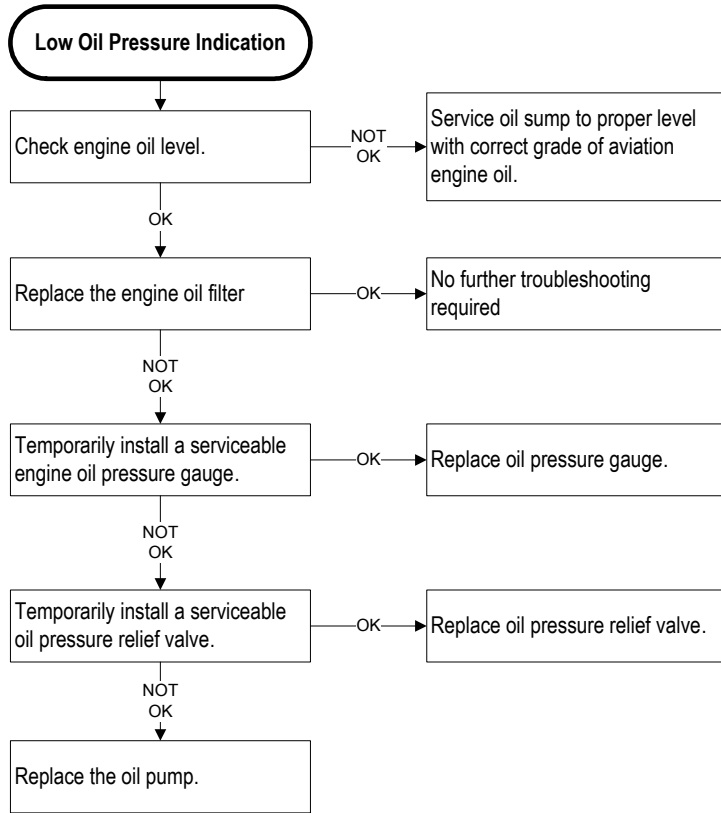 Low Oil Pressure Indication
Check engine oil level.
NOT
OK
Service oil sump to proper level
with correct grade of aviation
engine oil.
OK
Replace the engine oil filter
OK
No further troubleshooting
required
NOT
OK
Temporarily install a serviceable
engine oil pressure gauge.
OK
Replace oil pressure gauge.
NOT
OK
Temporarily install a serviceable
oil pressure relief valve.
OK
Replace oil pressure relief valve.
NOT
OK
Replace the oil pump.